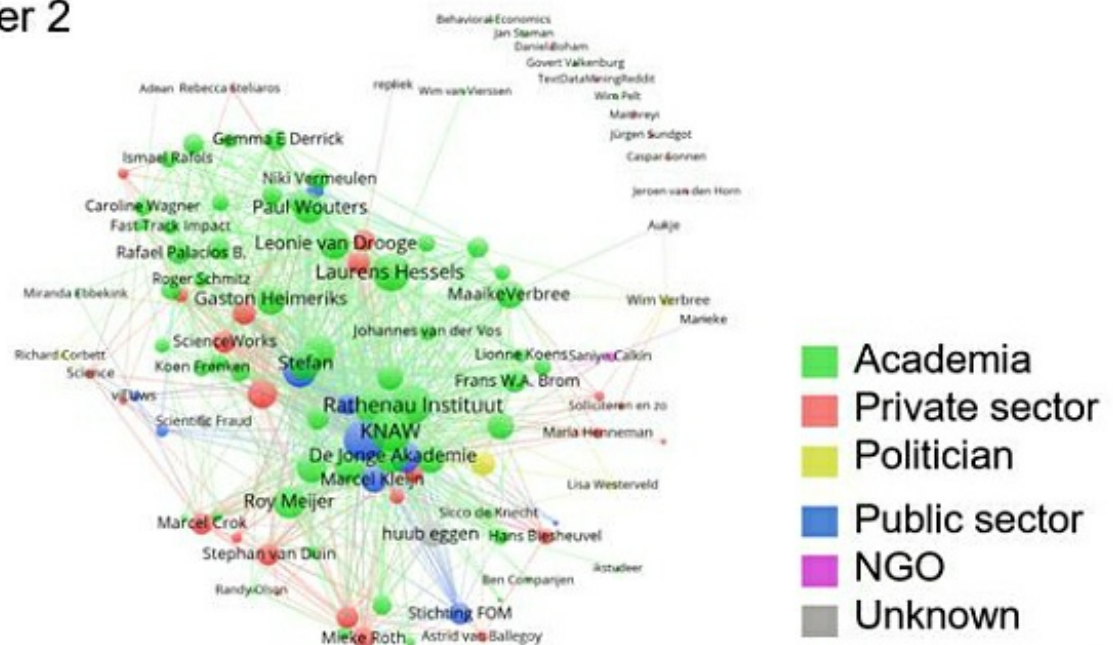 er 2
Behavioral Economics
Jan Staman
Daniel Boham
Govert Valkenburg
TextDataMiningReddit
Wim Pelt
Maithreyi
Jürgen Sundgot
Caspar Sonnen
Jeroen van den Horn
Aukje
Adnan Rebecca Steliaros
repliek Wim van Vierssen
Gemma E Derrick
Ismael Rafols
Niki Vermeulen
Caroline Wagner Paul Wouters
Fast Track Impact
Leonie van Drooge
Rafael Palacios B.
Laurens Hessels
Roger Schmitz
Miranda Ebbekink Gaston Heimeriks MaaikeVerbree Wim Verbree
Marieke
Johannes van der Vos
ScienceWorks
Richard Corbett Koen Frenken Stefan Lionne Koens Saniye Calkin
Science
Frans W.A. Brom
Rathenau Instituut Solliciteren en zo
Scientific Fraud KNAW Maria Henneman
De Jonge Akademie
Marcel Kleijn Lisa Westerveld
Roy Meijer
Sicco de Knecht
Marcel Crok huub eggen Hans Biesheuvel
Stephan van Duin
ikstudeer
Randy Olson Ben Companjen
Stichting FOM
Mieke Roth Astrid van Ballegoy
Academia
Private sector
Politician
Public sector
NGO
Unknown